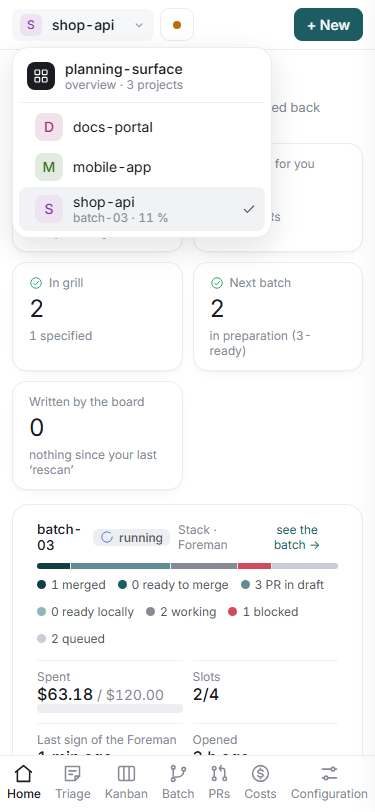 S shop-api
+ New
planning-surface
overview · 3 projects
D docs-portal
M mobile-app
S shop-api
batch-03 · 11 %
ed back
for you
In grill
2
1 specified
Next batch
2
in preparation (3-
ready)
Written by the board
0
nothing since your last
‘rescan’
batch-
03
running
Stack ·
Foreman
see the
batch →
1 merged 0 ready to merge 3 PR in draft
0 ready locally 2 working 1 blocked
2 queued
Spent
$63.18 / $120.00
Slots
2/4
Last sign of the Foreman
Opened
Home Triage Kanban Batch PRs Costs Configuration